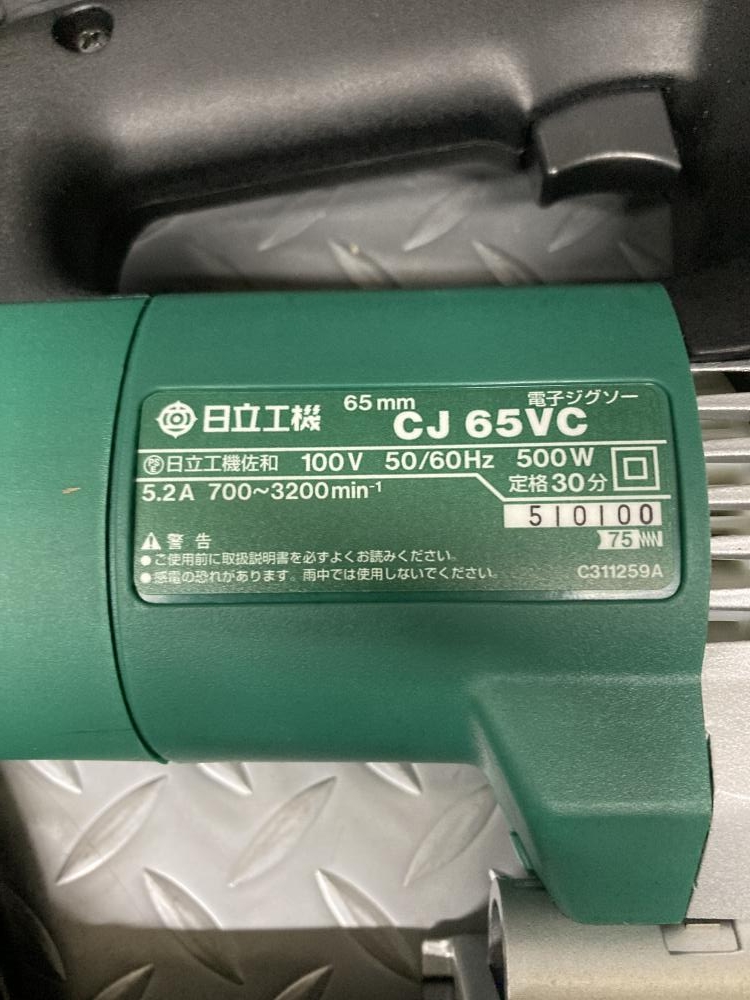 65 mm 電子ジグソー
日立工機 CJ 65VC
日立工機佐和 100V 50/60Hz 500W
5.2A 700~3200min⁻¹ 定格30分
510100
75
警告
●ご使用前に取扱説明書を必ずよくお読みください。
●感電の恐れがあります。雨中では使用しないでください。
C311259A